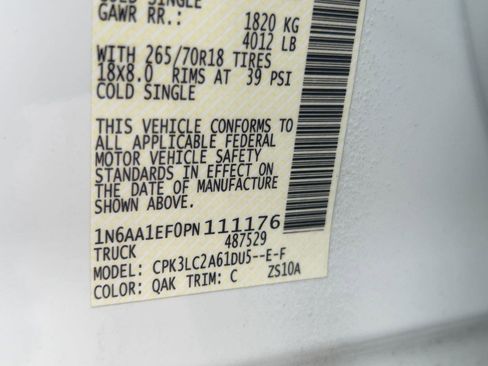 COLD SINGLE
GAWR RR.: 1820 KG
4012 LB
WITH 265/70R18 TIRES
18X8.0 RIMS AT 39 PSI
COLD SINGLE
THIS VEHICLE CONFORMS TO
ALL APPLICABLE FEDERAL
MOTOR VEHICLE SAFETY
STANDARDS IN EFFECT ON
THE DATE OF MANUFACTURE
SHOWN ABOVE.
1N6AA1EF0PN111176
TRUCK 487529
MODEL: CPK3LC2A61DU5--E-F
COLOR: QAK TRIM: C ZS10A